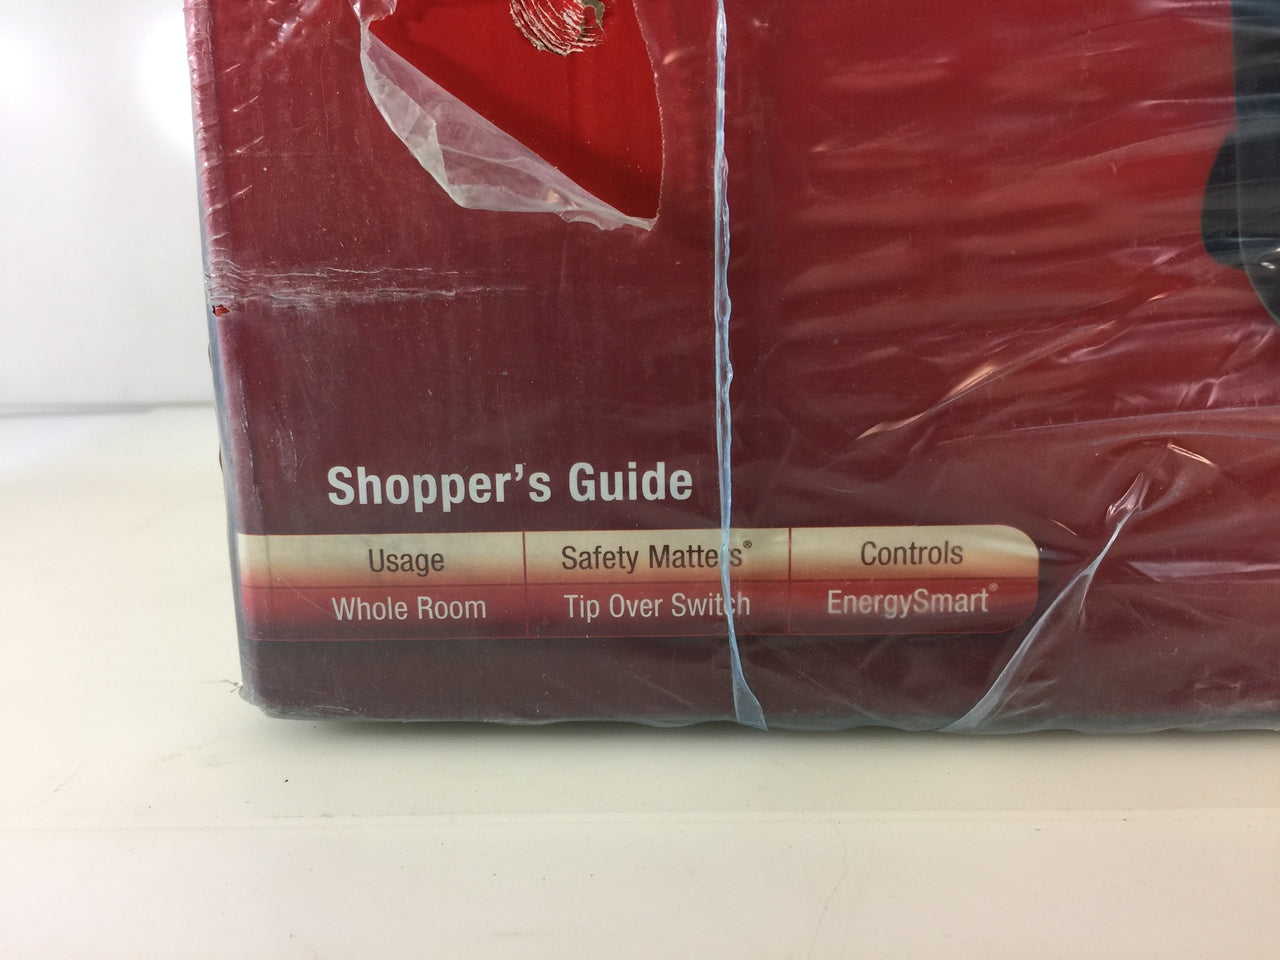 Shopper's Guide
Usage Safety Matters® Controls
Whole Room Tip Over Switch EnergySmart®